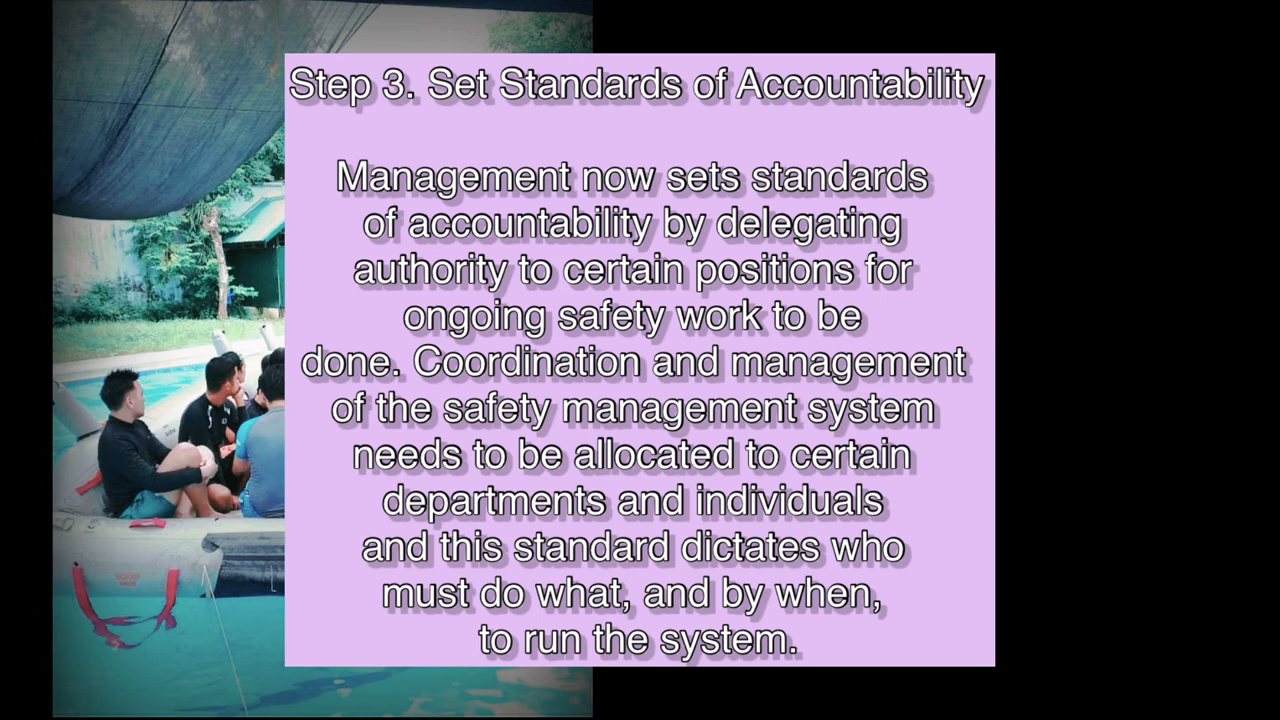 Step 3. Set Standards of Accountability
Management now sets standards
of accountability by delegating
authority to certain positions for
ongoing safety work to be
done. Coordination and management
of the safety management system
needs to be allocated to certain
departments and individuals
and this standard dictates who
must do what, and by when,
to run the system.